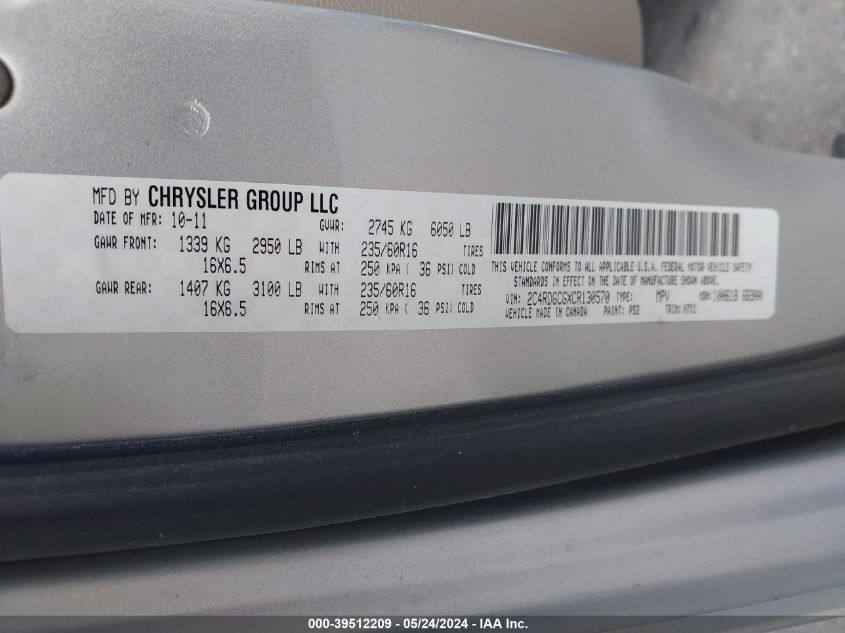 MFD BY CHRYSLER GROUP LLC
DATE OF MFR: 10-11 GVWR: 2745 KG 6050 LB
GAWR FRONT: 1339 KG 2950 LB WITH 235/60R16 TIRES
16X6.5 RIMS AT 250 KPA ( 36 PSI) COLD
GAWR REAR: 1407 KG 3100 LB WITH 235/60R16 TIRES
16X6.5 RIMS AT 250 KPA ( 36 PSI) COLD
THIS VEHICLE CONFORMS TO ALL APPLICABLE U.S.A. FEDERAL MOTOR VEHICLE SAFETY
STANDARDS IN EFFECT ON THE DATE OF MANUFACTURE SHOWN ABOVE.
VIN: 2C4RDGCGXCR130570 TYPE: MPV MDH:
VEHICLE MADE IN CANADA PAINT: PS2 TRIM:
000-39512209 - 05/24/2024 - IAA Inc.